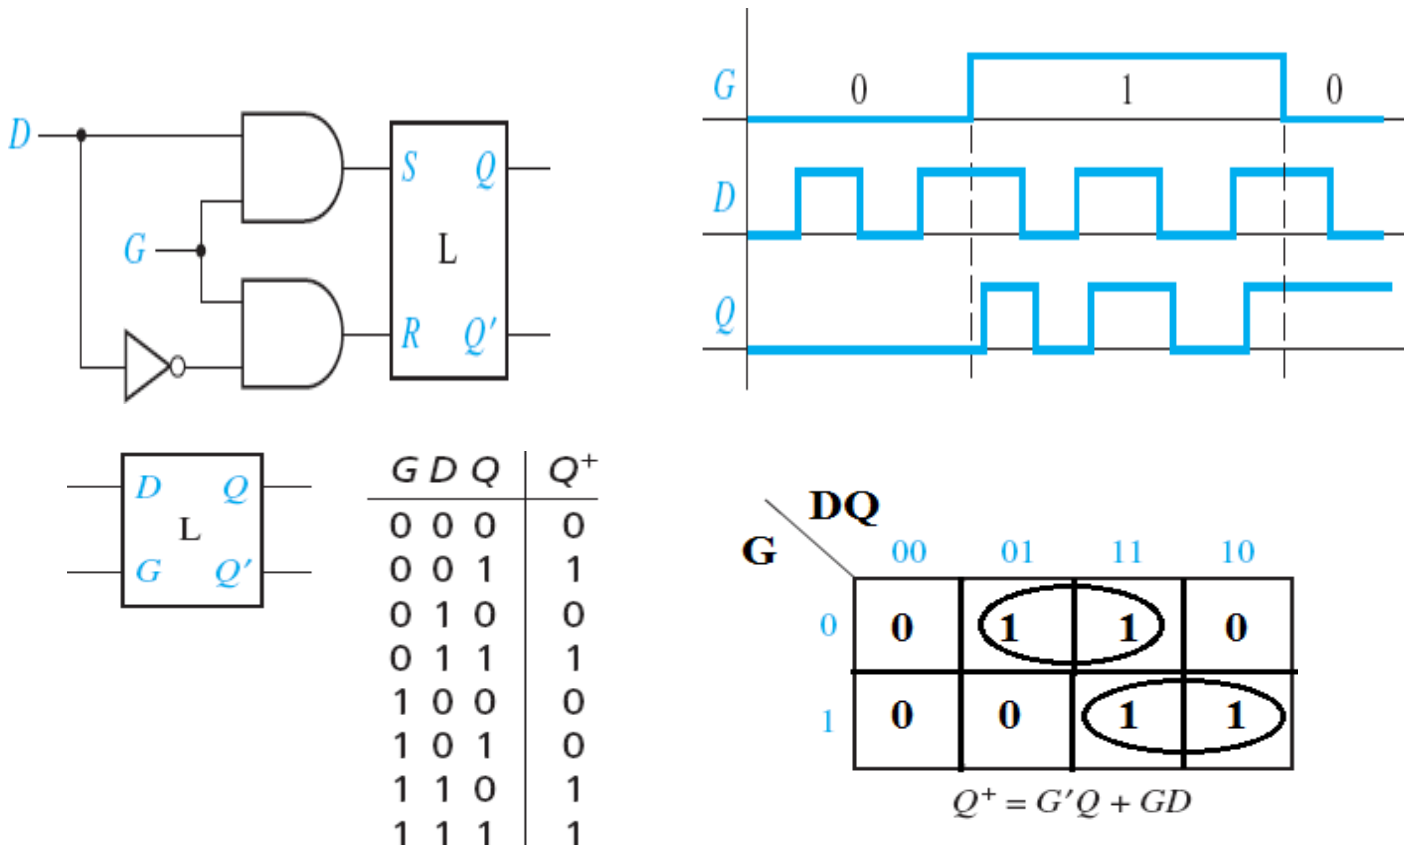 D
G
S Q
L
R Q′
G 0 1 0
D
Q
D Q
L
G Q′
G D Q Q⁺
0 0 0 0
0 0 1 1
0 1 0 0
0 1 1 1
1 0 0 0
1 0 1 0
1 1 0 1
1 1 1 1
DQ
G
00 01 11 10
0 0 1 1 0
1 0 0 1 1
Q⁺ = G′Q + GD